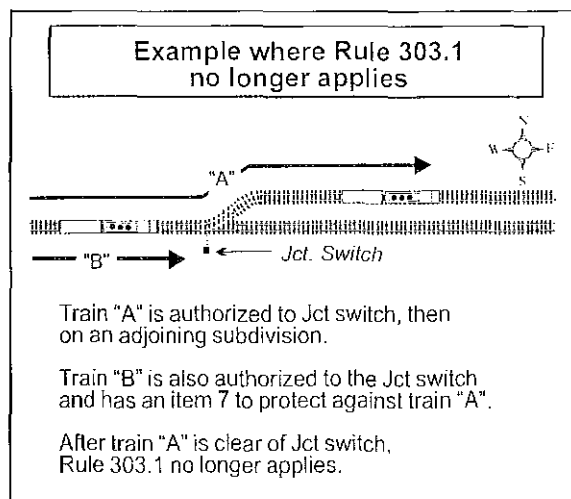 Example where Rule 303.1
no longer applies
N
W E
S
"A"
"B"
Jct. Switch
Train "A" is authorized to Jct switch, then
on an adjoining subdivision.
Train "B" is also authorized to the Jct switch
and has an item 7 to protect against train "A".
After train "A" is clear of Jct switch,
Rule 303.1 no longer applies.